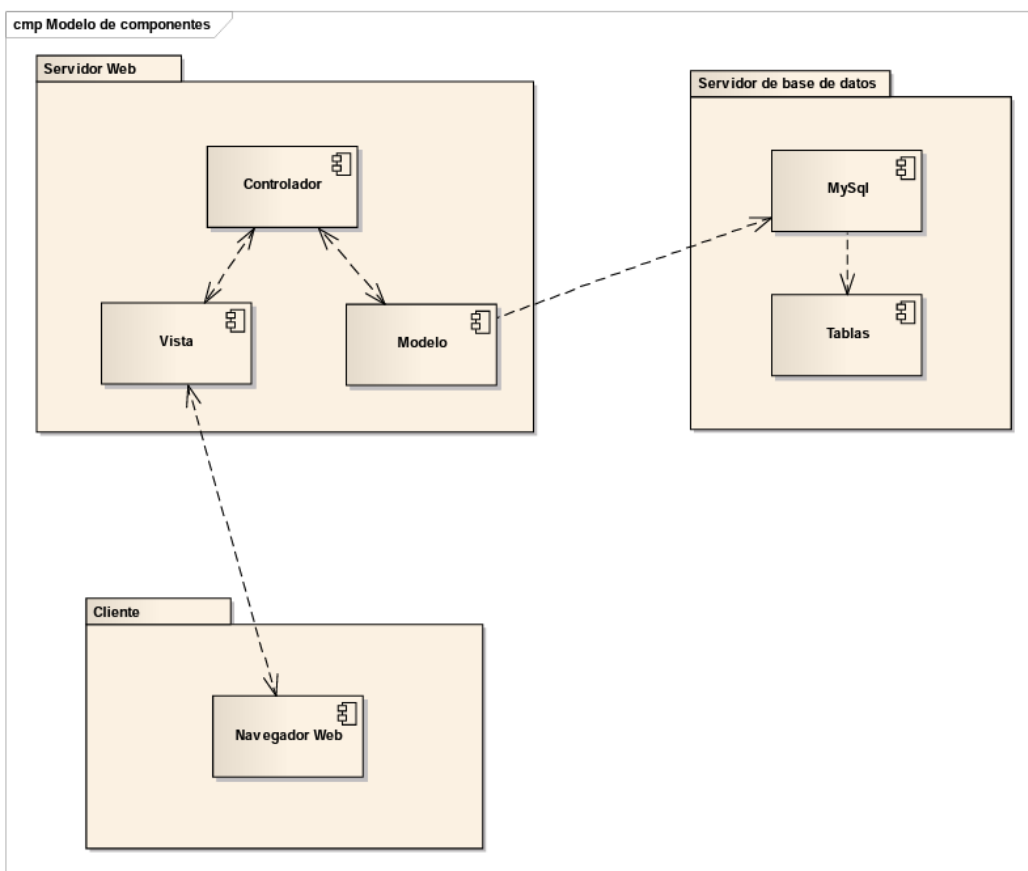 cmp Modelo de componentes
Servidor Web
Controlador
Vista
Modelo
Servidor de base de datos
MySql
Tablas
Cliente
Navegador Web